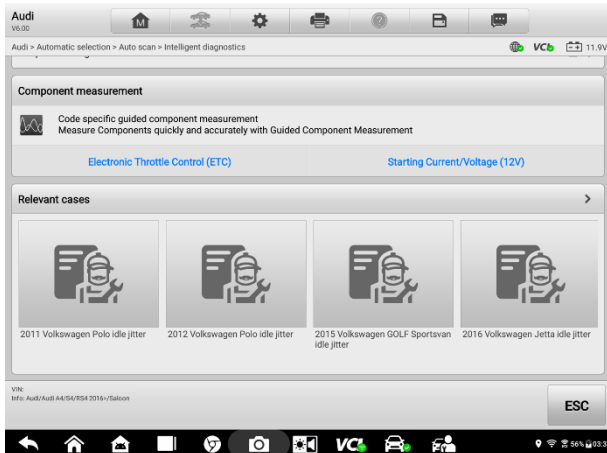 Audi
V6.00
M
?
Audi > Automatic selection > Auto scan > Intelligent diagnostics
VCI
11.9V
Component measurement
Code specific guided component measurement
Measure Components quickly and accurately with Guided Component Measurement
Electronic Throttle Control (ETC)
Starting Current/Voltage (12V)
Relevant cases
2011 Volkswagen Polo idle jitter
2012 Volkswagen Polo idle jitter
2015 Volkswagen GOLF Sportsvan
idle jitter
2016 Volkswagen Jetta idle jitter
VIN:
Info: Audi/Audi A4/S4/RS4 2016>/Saloon
ESC
VCI
56%